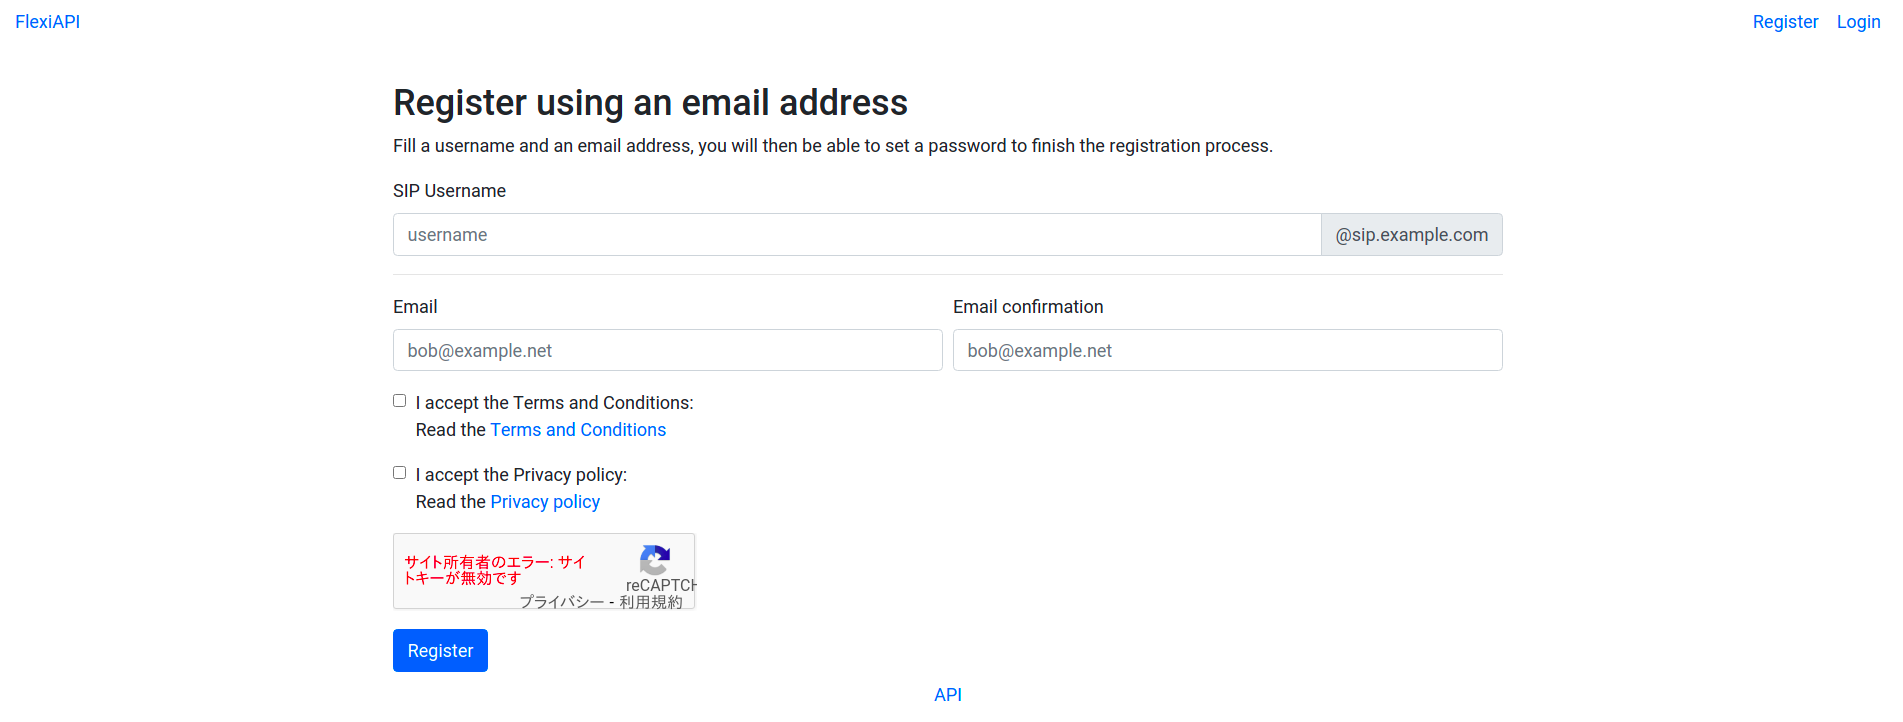 FlexiAPI
Register Login
Register using an email address
Fill a username and an email address, you will then be able to set a password to finish the registration process.
SIP Username
username
@sip.example.com
Email
Email confirmation
bob@example.net
bob@example.net
I accept the Terms and Conditions:
Read the Terms and Conditions
I accept the Privacy policy:
Read the Privacy policy
サイト所有者のエラー: サイ
トキーが無効です
reCAPTCH
プライバシー - 利用規約
Register
API